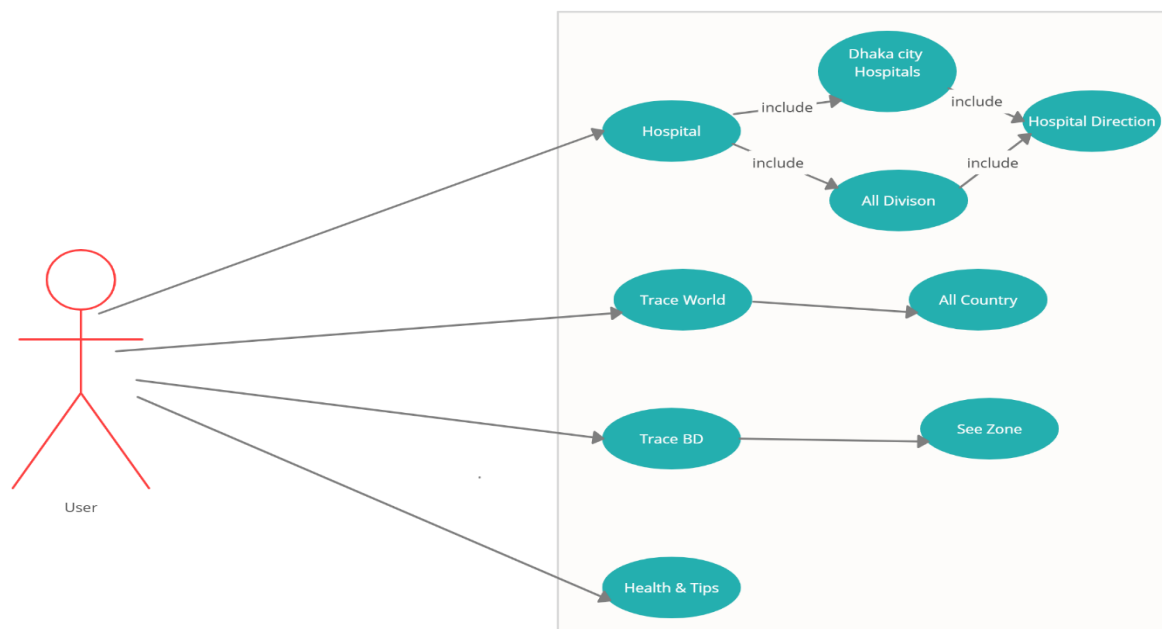 Dhaka city
Hospitals
include
include
Hospital
Hospital Direction
include
include
All Divison
Trace World
All Country
Trace BD
See Zone
User
Health & Tips